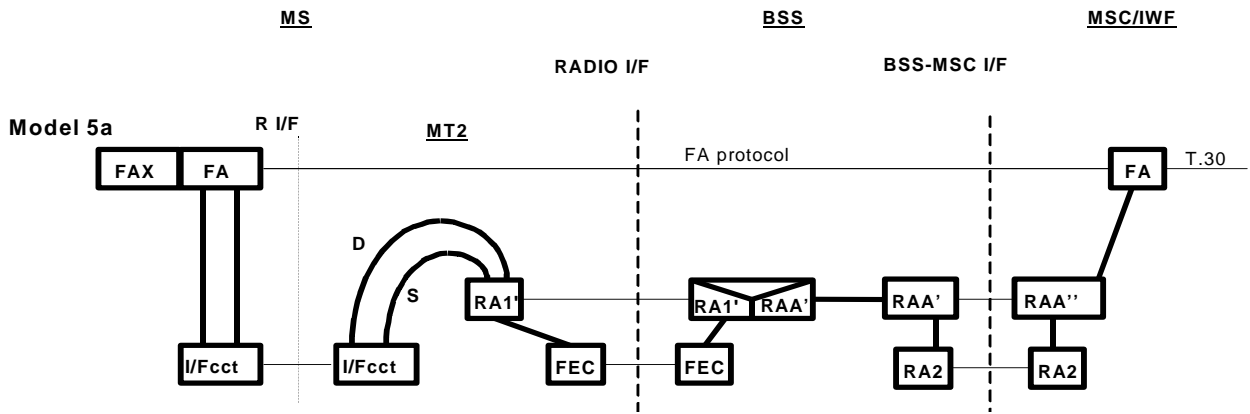 MS BSS MSC/IWF
RADIO I/F BSS-MSC I/F
Model 5a R I/F MT2
FAX FA FA protocol FA T.30
D
S
RA1' RA1' RAA' RAA' RAA''
I/Fcct I/Fcct FEC FEC RA2 RA2